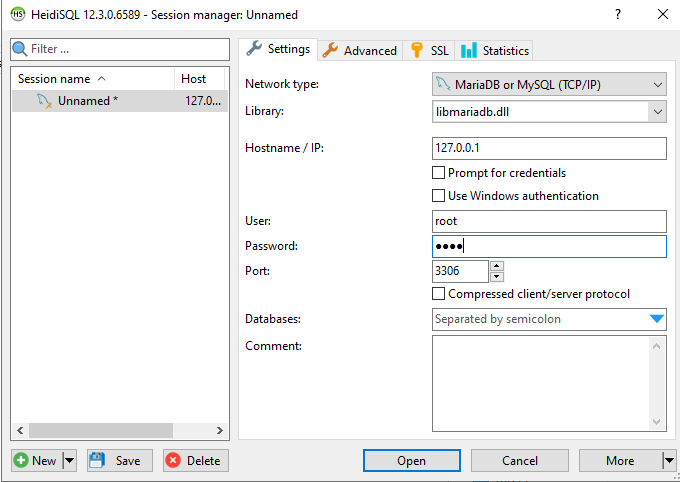 HeidiSQL 12.3.0.6589 - Session manager: Unnamed
Filter ...
Session name Host
Unnamed * 127.0...
Settings Advanced SSL Statistics
Network type: MariaDB or MySQL (TCP/IP)
Library: libmariadb.dll
Hostname / IP: 127.0.0.1
Prompt for credentials
Use Windows authentication
User: root
Password: ●●●●
Port: 3306
Compressed client/server protocol
Databases: Separated by semicolon
Comment:
New Save Delete Open Cancel More